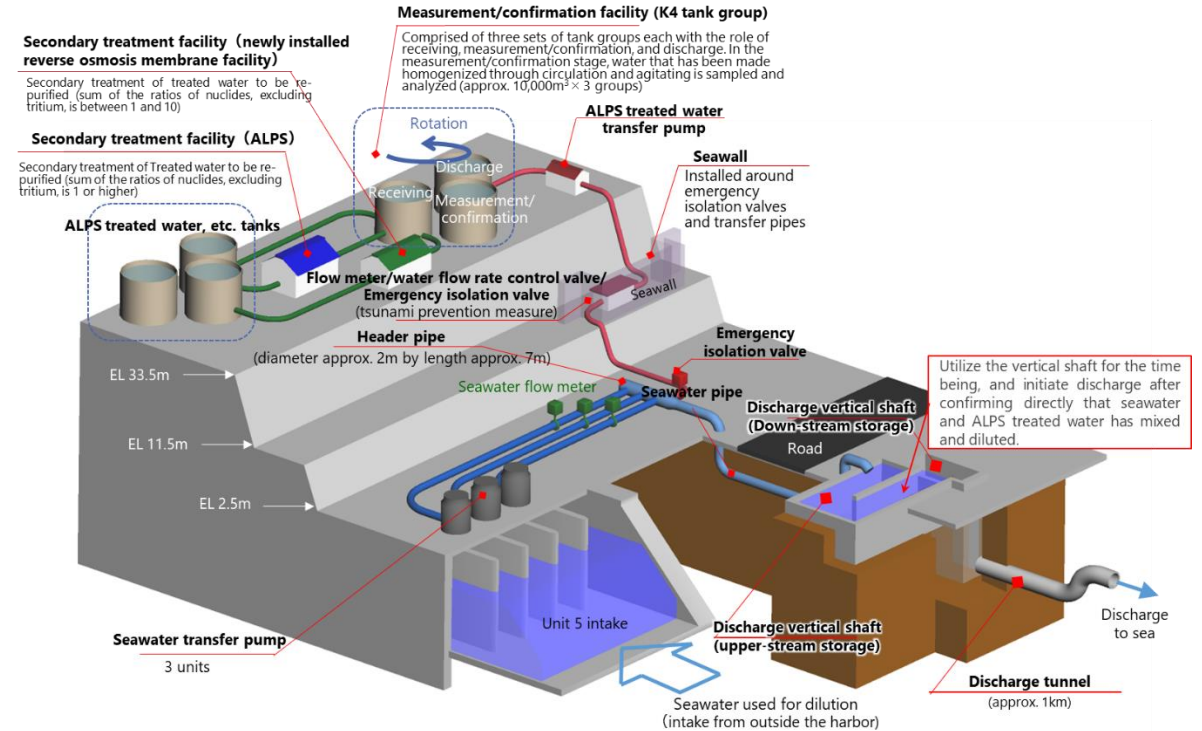 Measurement/confirmation facility (K4 tank group)
Comprised of three sets of tank groups each with the role of
receiving, measurement/confirmation, and discharge. In the
measurement/confirmation stage, water that has been made
homogenized through circulation and agitating is sampled and
analyzed (approx. 10,000m³ × 3 groups)
Secondary treatment facility (newly installed
reverse osmosis membrane facility)
Secondary treatment of treated water to be re-
purified (sum of the ratios of nuclides, excluding
tritium, is between 1 and 10)
Secondary treatment facility (ALPS)
Secondary treatment of Treated water to be re-
purified (sum of the ratios of nuclides, excluding
tritium, is 1 or higher)
ALPS treated water, etc. tanks
Rotation
Discharge
Receiving
Measurement/
confirmation
ALPS treated water
transfer pump
Seawall
Installed around
emergency
isolation valves
and transfer pipes
Flow meter/water flow rate control valve/
Emergency isolation valve
(tsunami prevention measure)
Seawall
Header pipe
(diameter approx. 2m by length approx. 7m)
Emergency
isolation valve
Seawater flow meter
Seawater pipe
EL 33.5m
EL 11.5m
EL 2.5m
Utilize the vertical shaft for the time
being, and initiate discharge after
confirming directly that seawater
and ALPS treated water has mixed
and diluted.
Discharge vertical shaft
(Down-stream storage)
Road
Unit 5 intake
Seawater transfer pump
3 units
Discharge vertical shaft
(upper-stream storage)
Discharge
to sea
Discharge tunnel
(approx. 1km)
Seawater used for dilution
(intake from outside the harbor)